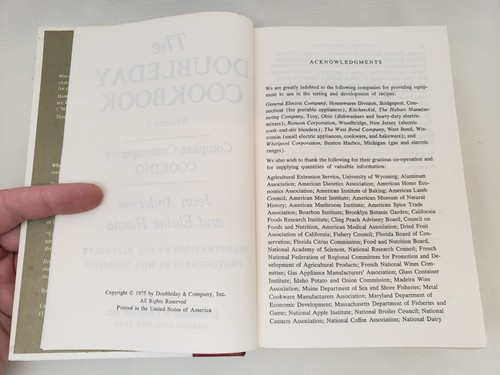 The
DOUBLEDAY
COOKBOOK
Volume
Complete Contemporary
COOKING
Jean Anderson
and Elaine Hanna
Copyright © 1975 by Doubleday & Company, Inc.
All Rights Reserved
Printed in the United States of America
ACKNOWLEDGMENTS
We are greatly indebted to the following companies for providing equip-
ment to use in the testing and development of recipes:
General Electric Company, Housewares Division, Bridgeport, Con-
necticut (for portable appliances); KitchenAid, The Hobart Manufac-
turing Company, Troy, Ohio (dishwashers and heavy-duty electric
mixers); Ronson Corporation, Woodbridge, New Jersey (electric
cook-and-stir blenders); The West Bend Company, West Bend, Wis-
consin (small electric appliances, cookware, and bakeware); and
Whirlpool Corporation, Benton Harbor, Michigan (gas and electric
ranges).
We also wish to thank the following for their gracious co-operation and
for supplying quantities of valuable information:
Agricultural Extension Service, University of Wyoming; Aluminum
Association; American Dietetics Association; American Home Eco-
nomics Association; American Institute of Baking; American Lamb
Council; American Meat Institute; American Museum of Natural
History; American Mushroom Institute; American Spice Trade
Association; Bourbon Institute; Brooklyn Botanic Garden; California
Foods Research Institute; Cling Peach Advisory Board; Council on
Foods and Nutrition, American Medical Association; Dried Fruit
Association of California; Fishery Council; Florida Board of Conser-
vation; Florida Citrus Commission; Food and Nutrition Board,
National Academy of Sciences, National Research Council; French
National Federation of Regional Committees for Promotion and De-
velopment of Agricultural Products; French National Wines Commit-
tee; Gas Appliance Manufacturers' Association; Glass Container
Institute; Idaho Potato and Onion Commission; Madeira Wine
Association; Maine Department of Sea and Shore Fisheries; Metal
Cookware Manufacturers Association; Maryland Department of
Economic Development; Massachusetts Department of Fisheries and
Game; National Apple Institute; National Broiler Council; National
Canners Association; National Coffee Association; National Dairy